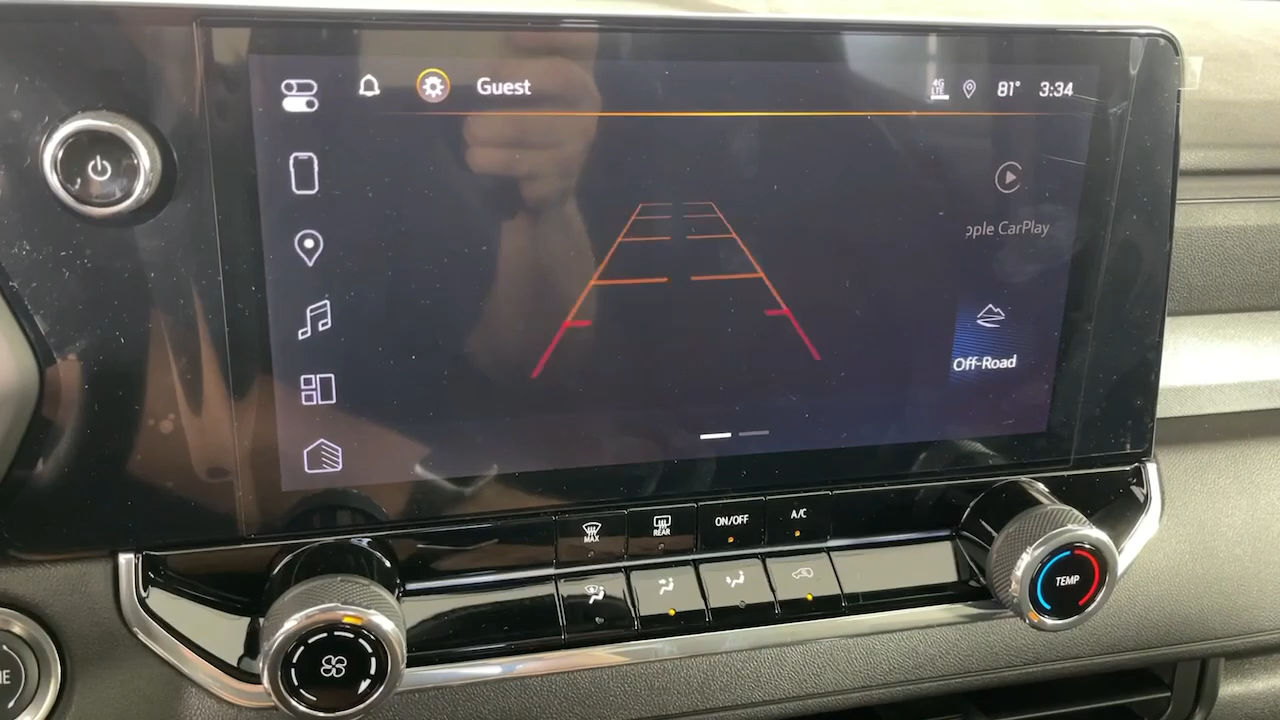 Guest
4G LTE
81°
3:34
pple CarPlay
Off-Road
MAX
REAR
ON/OFF
A/C
TEMP